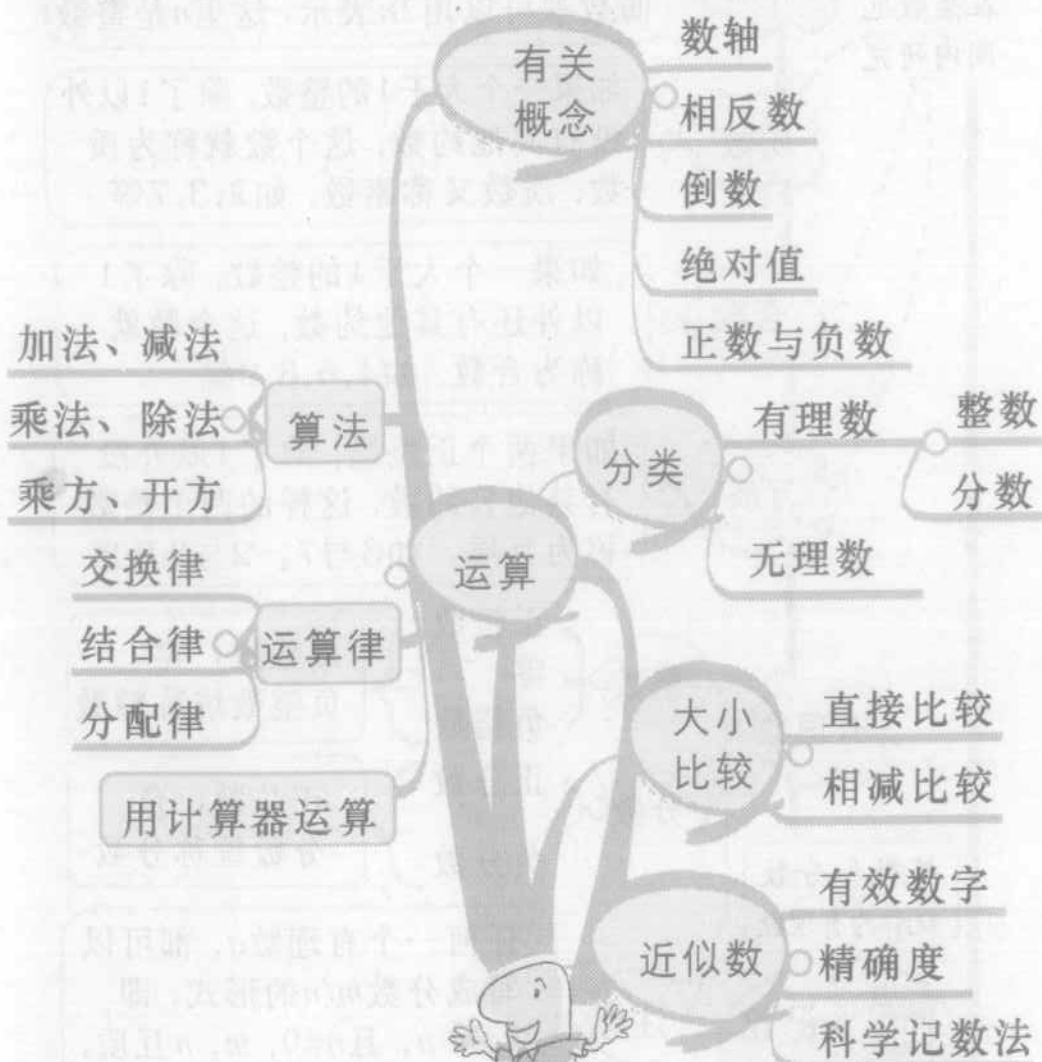 有关
概念
数轴
相反数
倒数
绝对值
正数与负数
加法、减法
乘法、除法
乘方、开方
算法
交换律
结合律
分配律
运算律
用计算器运算
运算
分类
有理数
整数
分数
无理数
大小
比较
直接比较
相减比较
近似数
有效数字
精确度
科学记数法